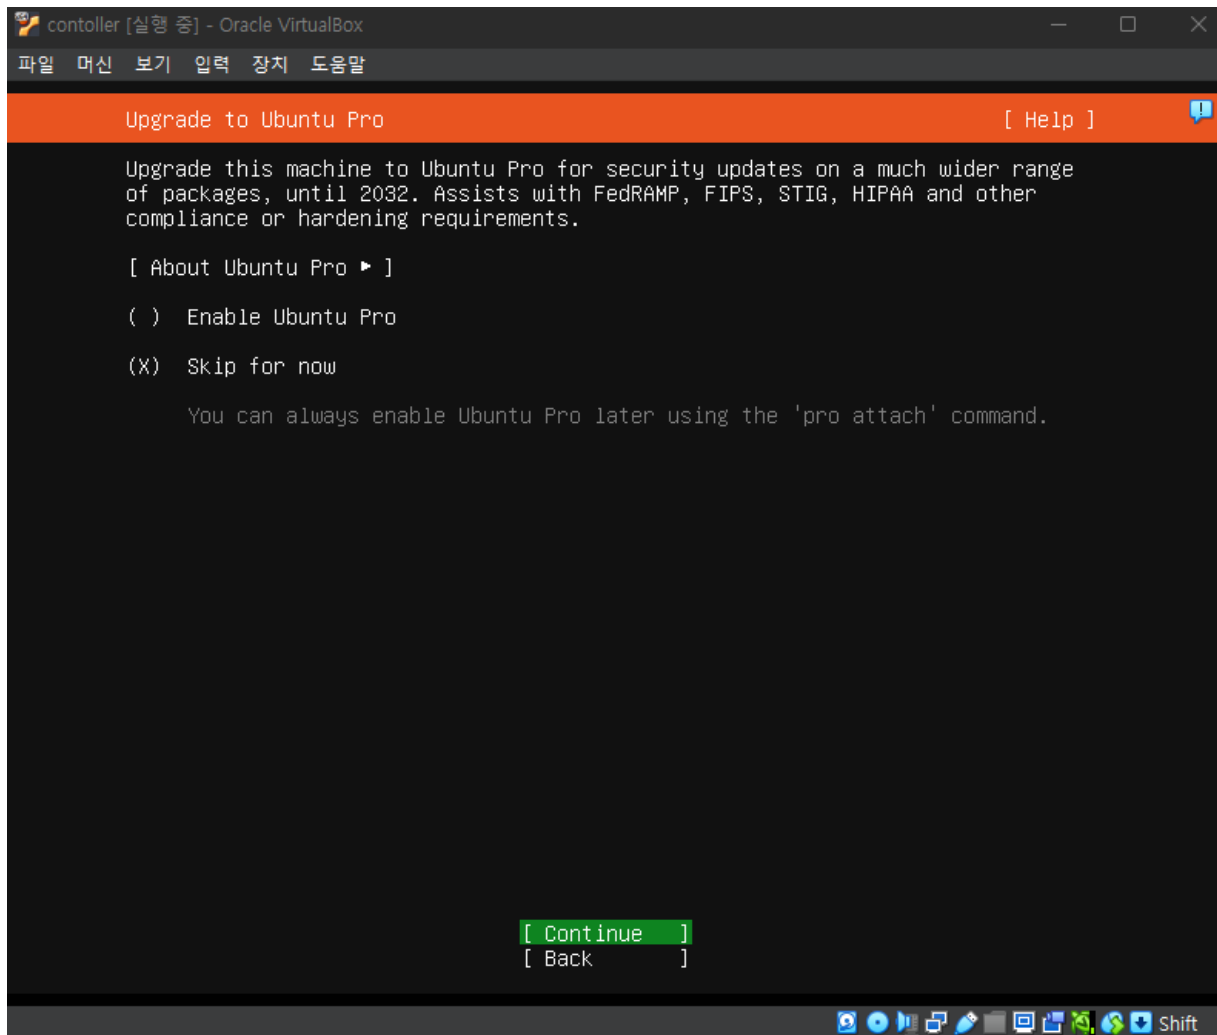 contoller [실행 중] - Oracle VirtualBox
파일 머신 보기 입력 장치 도움말
Upgrade to Ubuntu Pro [ Help ]
Upgrade this machine to Ubuntu Pro for security updates on a much wider range
of packages, until 2032. Assists with FedRAMP, FIPS, STIG, HIPAA and other
compliance or hardening requirements.
[ About Ubuntu Pro ► ]
( ) Enable Ubuntu Pro
(X) Skip for now
You can always enable Ubuntu Pro later using the 'pro attach' command.
[ Continue ]
[ Back ]
Shift